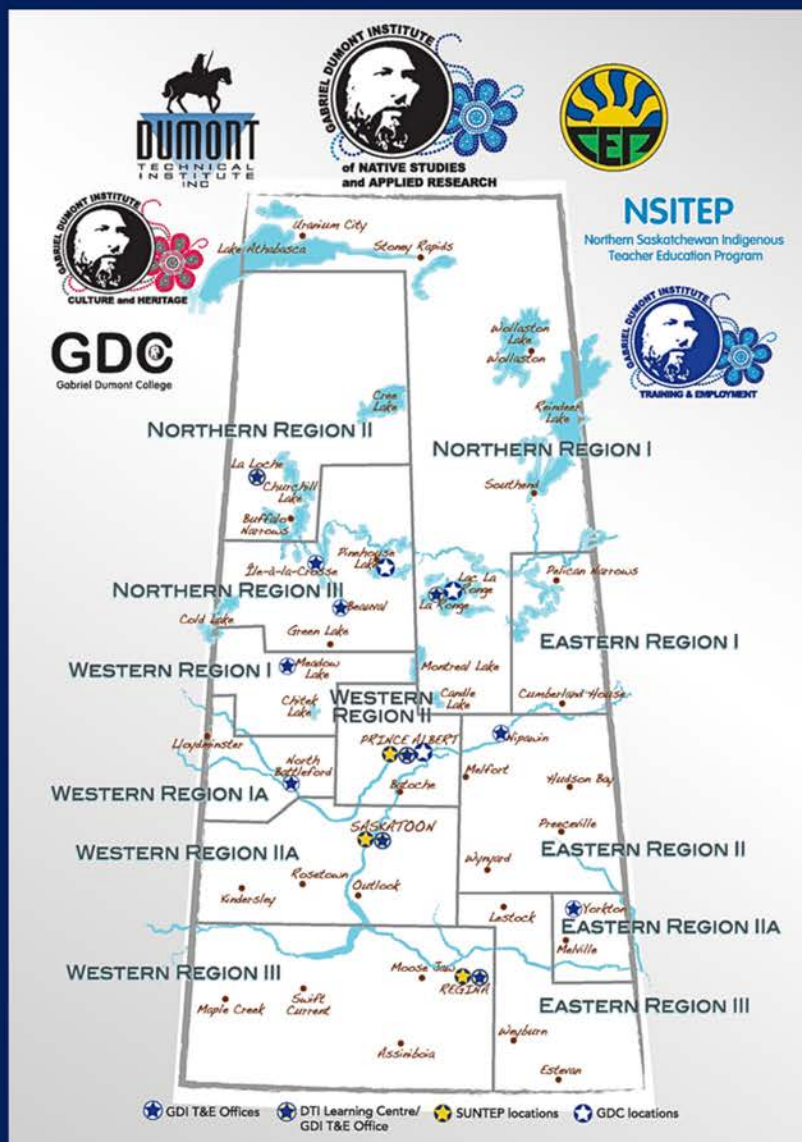 DUMONT
TECHNICAL
INSTITUTE
INC
GABRIEL DUMONT INSTITUTE
of NATIVE STUDIES
and APPLIED RESEARCH
GABRIEL DUMONT INSTITUTE
CULTURE and HERITAGE
NSITEP
Northern Saskatchewan Indigenous
Teacher Education Program
GDC
Gabriel Dumont College
GABRIEL DUMONT INSTITUTE
TRAINING & EMPLOYMENT
Uranium City
Lake Athabasca
Stoney Rapids
Wollaston
Lake
Wollaston
Cree
Lake
Reindeer
Lake
NORTHERN REGION II
NORTHERN REGION I
La Loche
Churchill
Lake
Southend
Buffalo
Narrows
Pinehouse
Lake
Île-à-la-Crosse
Lac La
Ronge
Pelican Narrows
NORTHERN REGION III
Beauval
La Ronge
Cold Lake
Green Lake
EASTERN REGION I
WESTERN REGION I
Meadow
Lake
Montreal Lake
Chitek
Lake
WESTERN
REGION II
Candle
Lake
Cumberland House
Lloydminster
PRINCE ALBERT
Nipawin
North
Battleford
Melfort
Hudson Bay
WESTERN REGION IA
Batoche
SASKATOON
Preeceville
WESTERN REGION IIA
EASTERN REGION II
Wynyard
Rosetown
Kindersley
Outlook
Lestock
Yorkton
EASTERN REGION IIA
Melville
WESTERN REGION III
Moose Jaw
REGINA
Maple Creek
Swift
Current
EASTERN REGION III
Weyburn
Assiniboia
Estevan
GDI T&E Offices
DTI Learning Centre/
GDI T&E Office
SUNTEP locations
GDC locations